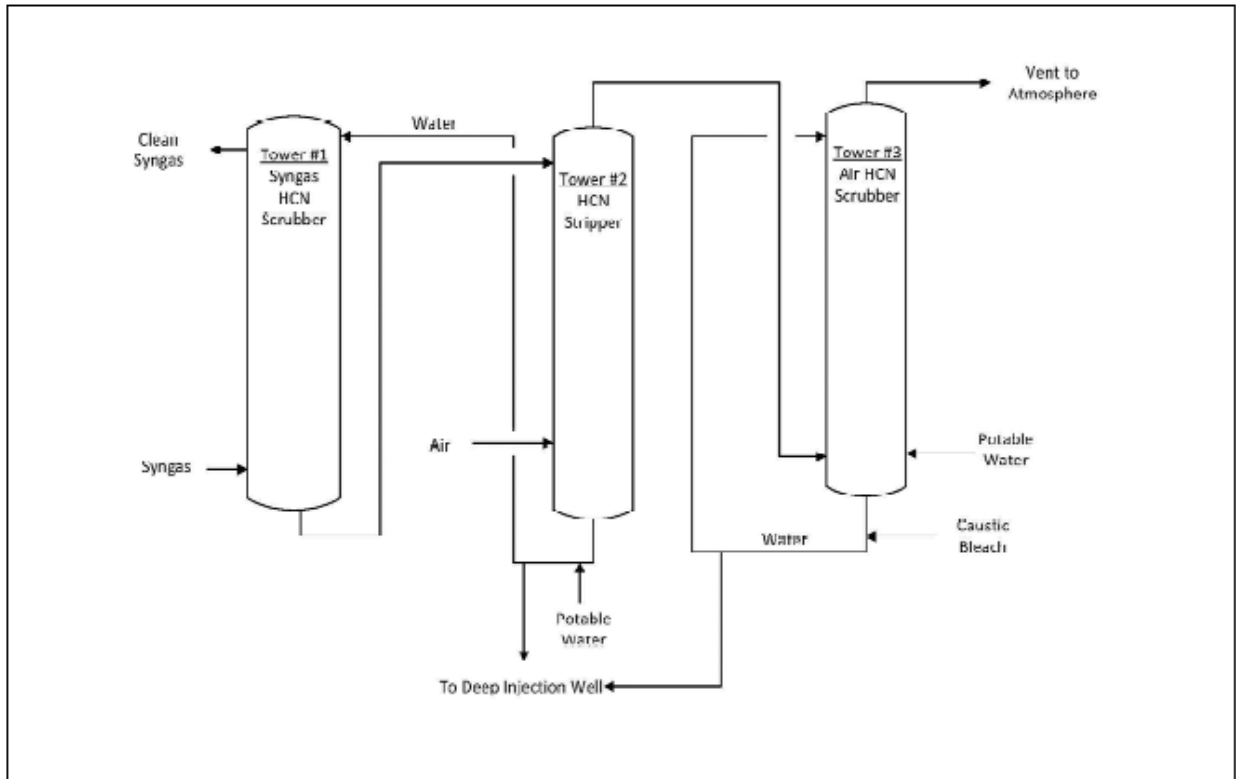 Vent to
Atmosphere
Water
Clean
Syngas
Tower #1
Syngas
HCN
Scrubber
Tower #2
HCN
Stripper
Tower #3
Air HCN
Scrubber
Air
Syngas
Potable
Water
Caustic
Bleach
Water
Potable
Water
To Deep Injection Well